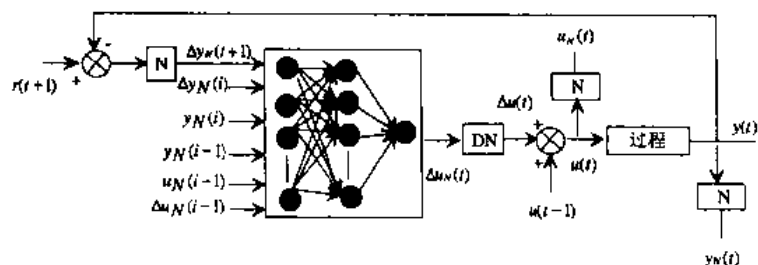 u_N(t)
r(t+1)
-
+
N
Δy_N(t+1)
Δy_N(i)
y_N(i)
y_N(i-1)
u_N(i-1)
Δu_N(i-1)
Δu_N(t)
DN
Δu(t)
+
+
u(t-1)
N
u(t)
过程
y(t)
N
y_N(t)